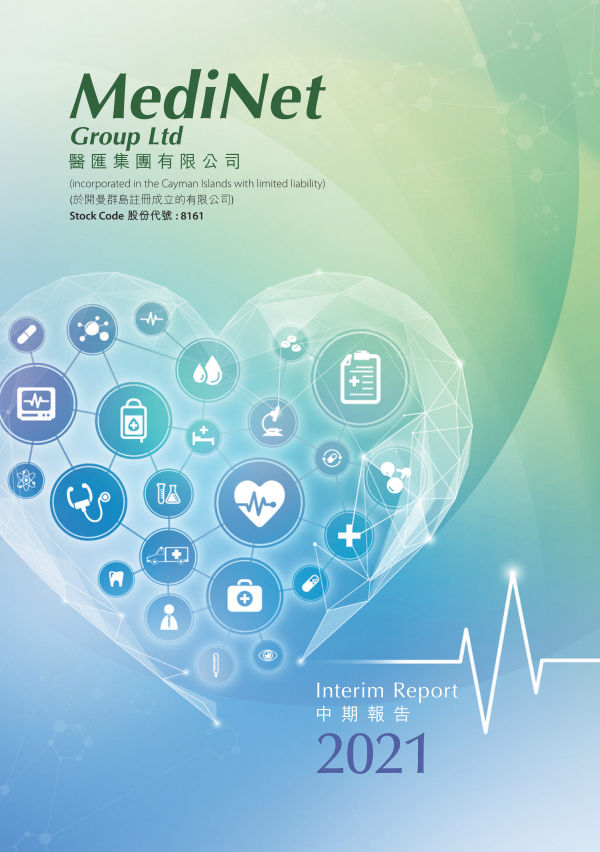 MediNet
Group Ltd
醫匯集團有限公司
(incorporated in the Cayman Islands with limited liability)
(於開曼群島註冊成立的有限公司)
Stock Code 股份代號 : 8161
Interim Report
中期報告
2021